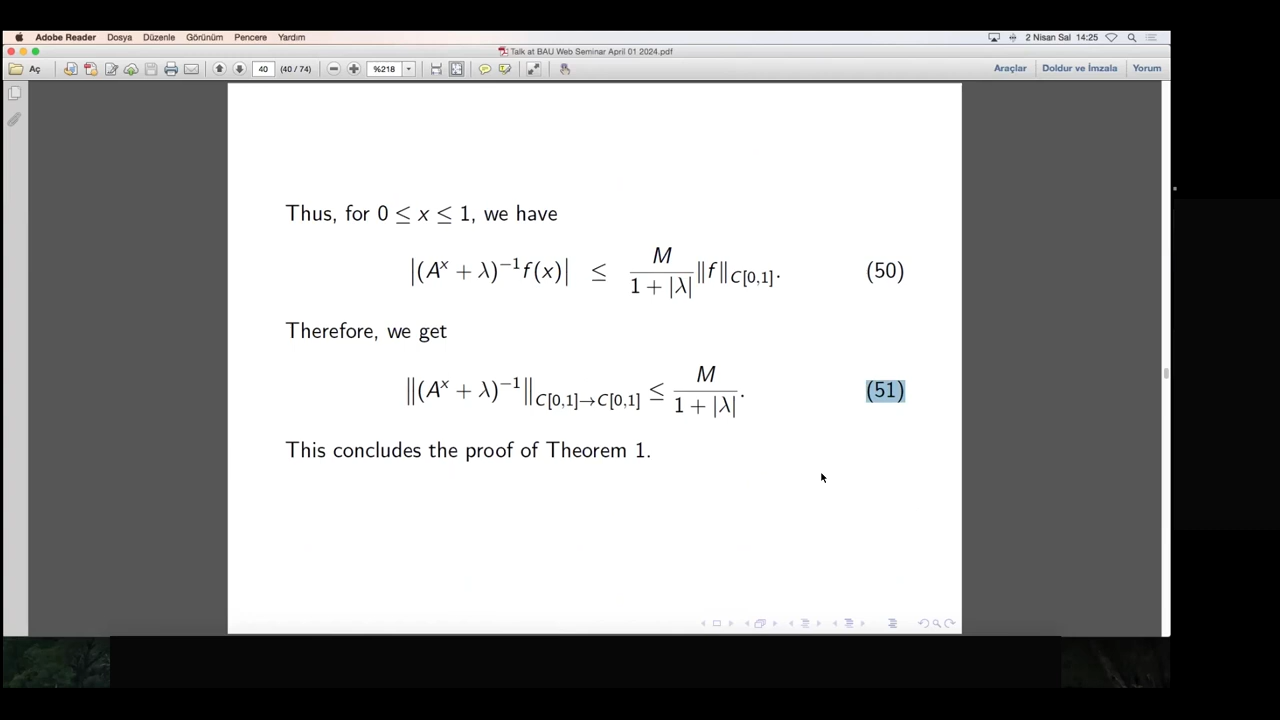 Adobe Reader Dosya Düzenle Görünüm Pencere Yardım 2 Nisan Sal 14:25
Talk at BAU Web Seminar April 01 2024.pdf
Aç 40 (40 / 74) %218 Araçlar Doldur ve İmzala Yorum
Thus, for 0 ≤ x ≤ 1, we have
|(Aˣ + λ)⁻¹f(x)| ≤ M / (1 + |λ|) ‖f‖_{C[0,1]}. (50)
Therefore, we get
‖(Aˣ + λ)⁻¹‖_{C[0,1]→C[0,1]} ≤ M / (1 + |λ|). (51)
This concludes the proof of Theorem 1.